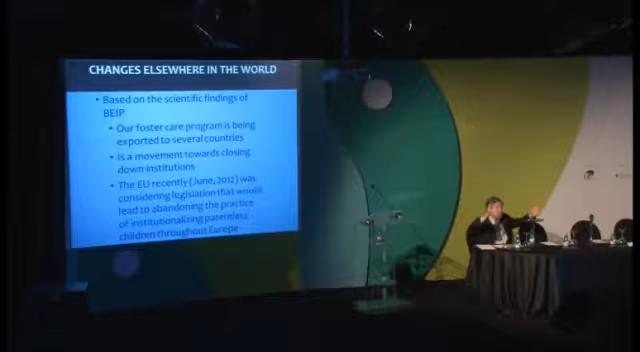 CHANGES ELSEWHERE IN THE WORLD
• Based on the scientific findings of
BEIP
• Our foster care program is being
exported to several countries
• Is a movement towards closing
down institutions
• The EU recently (June, 2012) was
considering legislation that would
lead to abandoning the practice
of institutionalizing parentless
children throughout Europe